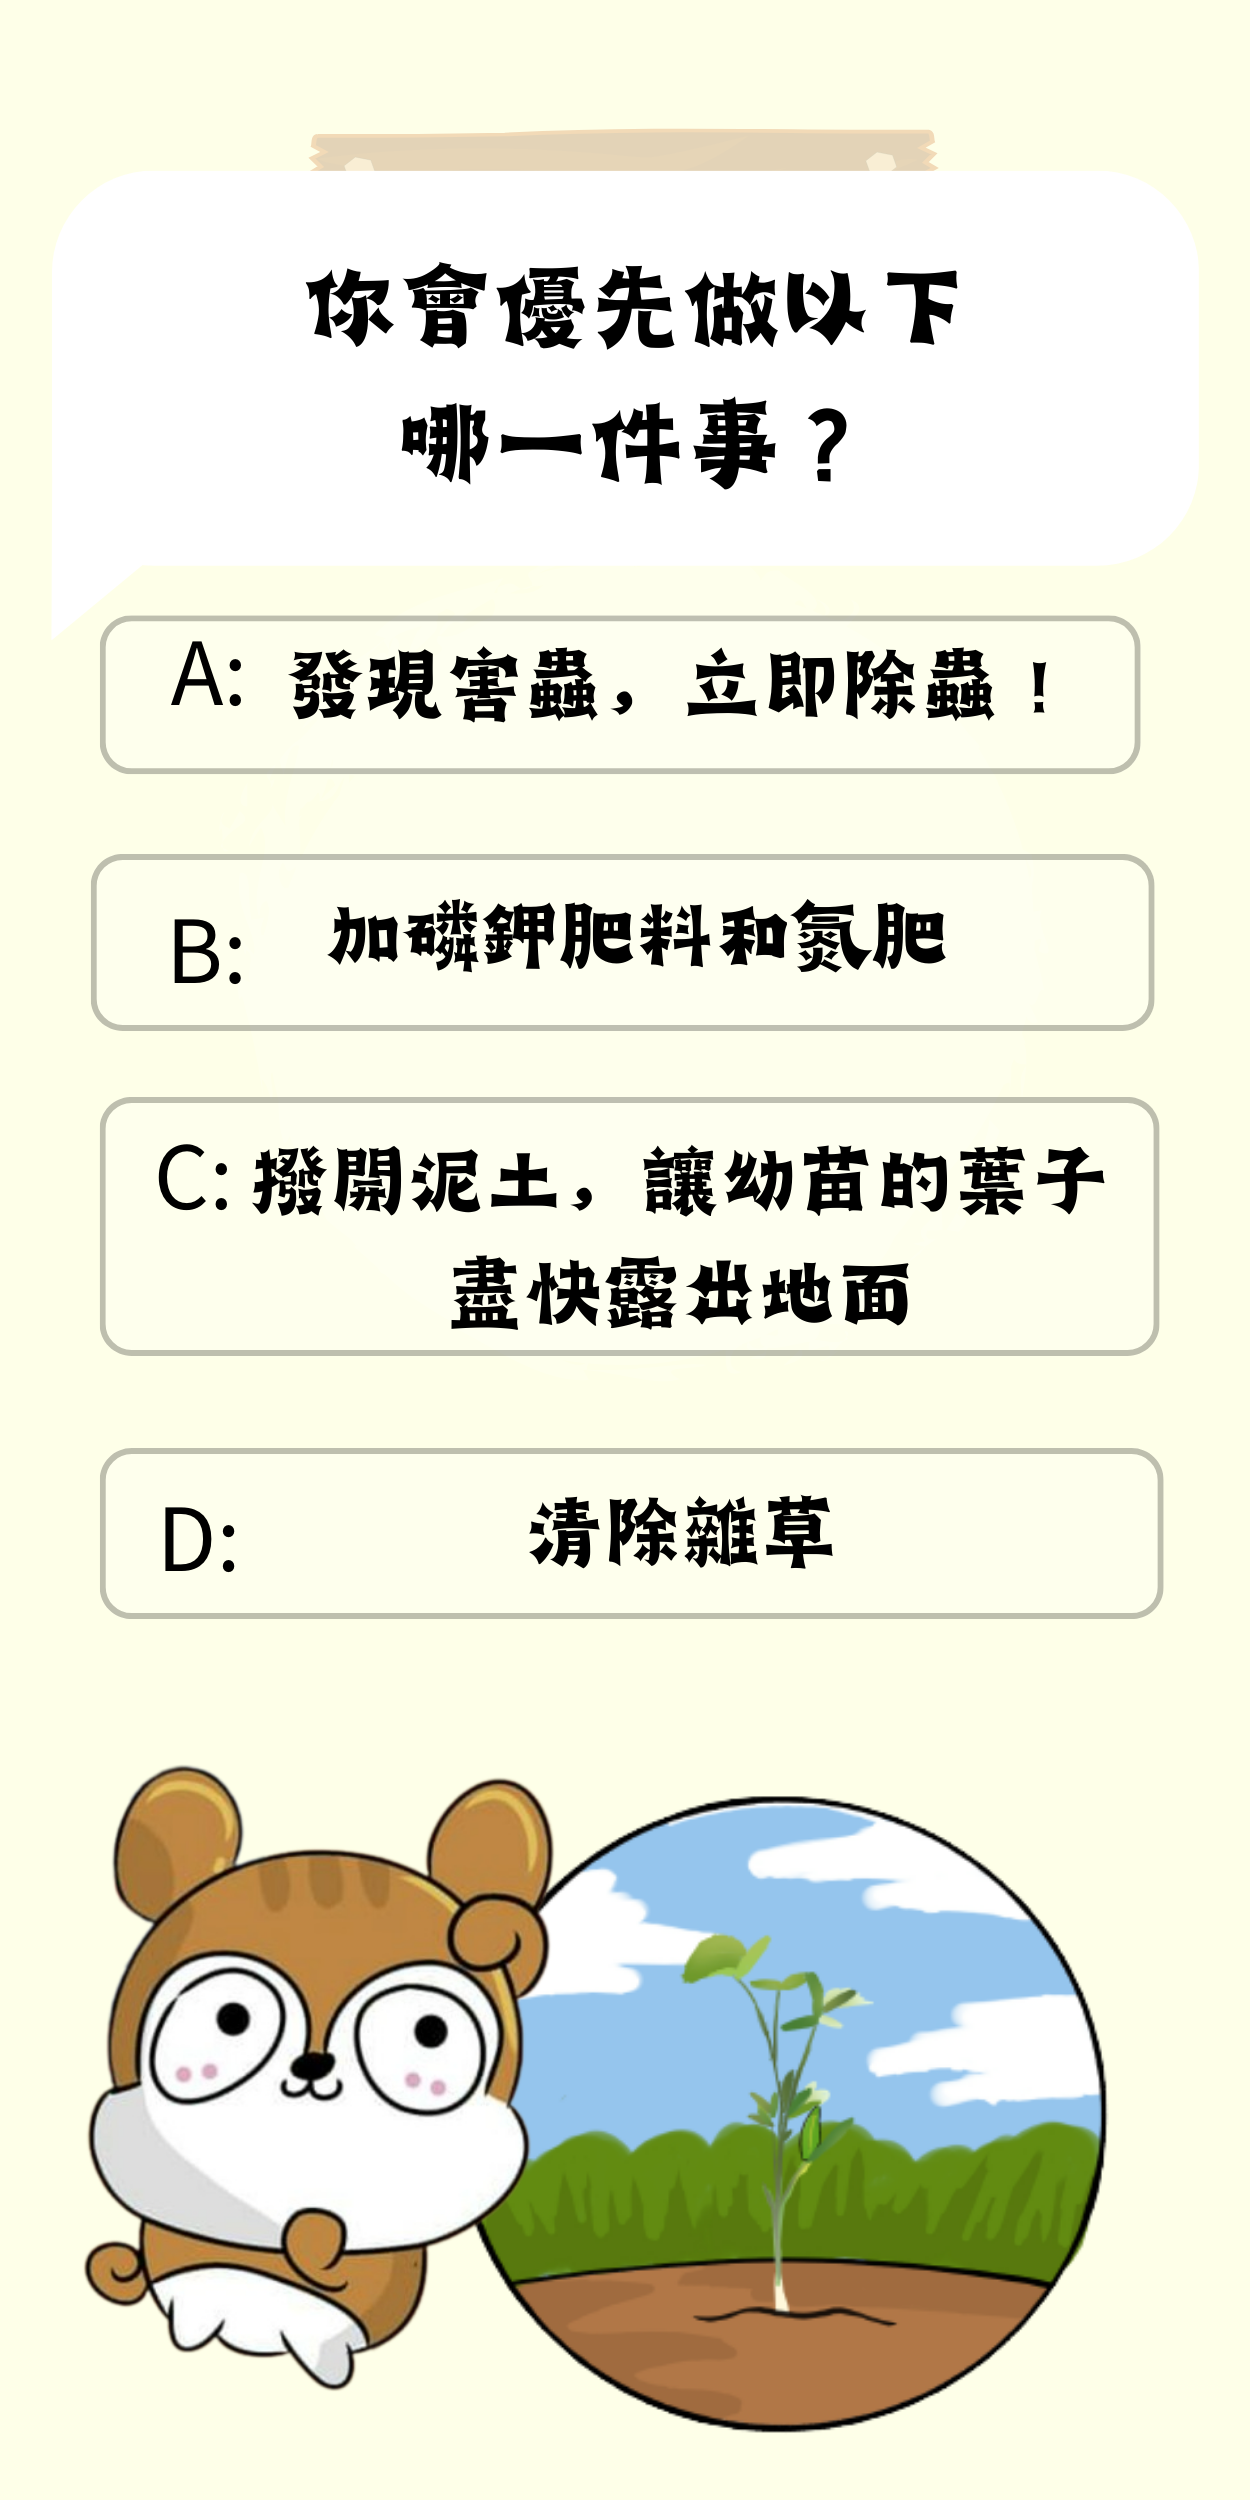 你會優先做以下
哪一件事？
A: 發現害蟲，立即除蟲！
B: 加磷鉀肥料和氮肥
C: 撥開泥土，讓幼苗的葉子
盡快露出地面
D: 清除雜草